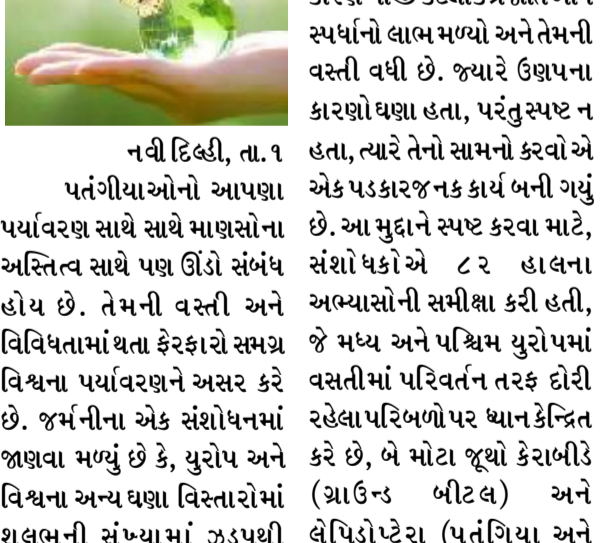 નવી દિલ્હી, તા.૧
પતંગીયાઓનો આપણા
પર્યાવરણ સાથે સાથે માણસોના
અસ્તિત્વ સાથે પણ ઊંડો સંબંધ
હોય છે. તેમની વસ્તી અને
વિવિધતામાં થતા ફેરફારો સમગ્ર
વિશ્વના પર્યાવરણને અસર કરે
છે. જર્મનીના એક સંશોધનમાં
જાણવા મળ્યું છે કે, યુરોપ અને
વિશ્વના અન્ય ઘણા વિસ્તારોમાં
શલભની સંખ્યામાં ઝડપથી
સ્પર્ધાનો લાભ મળ્યો અને તેમની
વસ્તી વધી છે. જ્યારે ઉણપના
કારણો ઘણા હતા, પરંતુ સ્પષ્ટ ન
હતા, ત્યારે તેનો સામનો કરવો એ
એક પડકારજનક કાર્ય બની ગયું
છે. આ મુદ્દાને સ્પષ્ટ કરવા માટે,
સંશોધકોએ ૮૨ હાલના
અભ્યાસોની સમીક્ષા કરી હતી,
જે મધ્ય અને પશ્ચિમ યુરોપમાં
વસતીમાં પરિવર્તન તરફ દોરી
રહેલા પરિબળો પર ધ્યાન કેન્દ્રિત
કરે છે, બે મોટા જૂથો કેરાબીડે
(ગ્રાઉન્ડ બીટલ) અને
લેપિડોપ્ટેરા (પતંગિયા અને